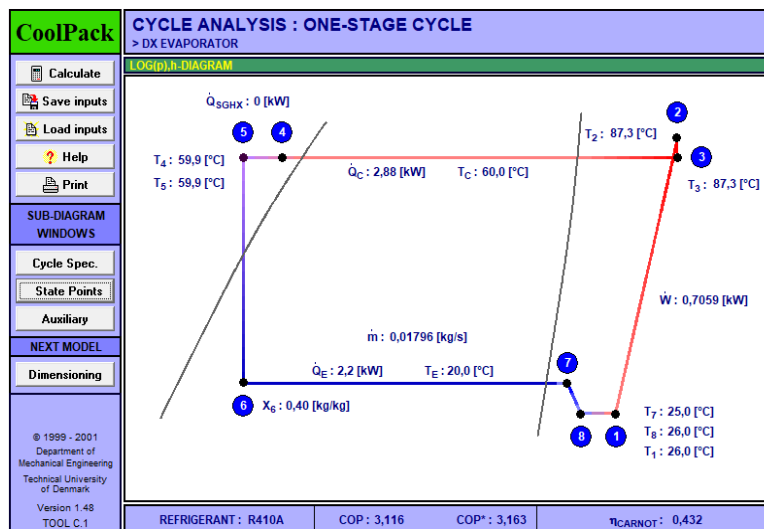 CoolPack
CYCLE ANALYSIS : ONE-STAGE CYCLE
> DX EVAPORATOR
LOG(p),h-DIAGRAM
Calculate
Save inputs
Load inputs
? Help
Print
SUB-DIAGRAM
WINDOWS
Cycle Spec.
State Points
Auxiliary
NEXT MODEL
Dimensioning
© 1999 - 2001
Department of
Mechanical Engineering
Technical University
of Denmark
Version 1.48
TOOL C.1
Q̇SGHX : 0 [kW]
5
4
2
T2 : 87,3 [°C]
3
T4 : 59,9 [°C]
T5 : 59,9 [°C]
Q̇C : 2,88 [kW]
TC : 60,0 [°C]
T3 : 87,3 [°C]
Ẇ : 0,7059 [kW]
ṁ : 0,01796 [kg/s]
Q̇E : 2,2 [kW]
TE : 20,0 [°C]
7
6
X6 : 0,40 [kg/kg]
8
1
T7 : 25,0 [°C]
T8 : 26,0 [°C]
T1 : 26,0 [°C]
REFRIGERANT : R410A
COP : 3,116
COP* : 3,163
ηCARNOT : 0,432